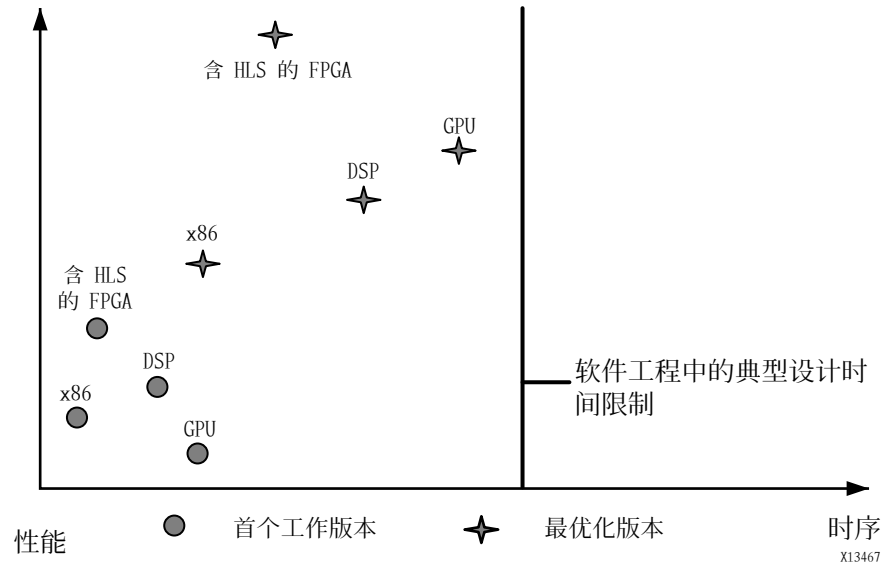 含 HLS 的 FPGA
GPU
DSP
x86
含 HLS
的 FPGA
DSP
x86
GPU
软件工程中的典型设计时
间限制
性能
首个工作版本
最优化版本
时序
X13467